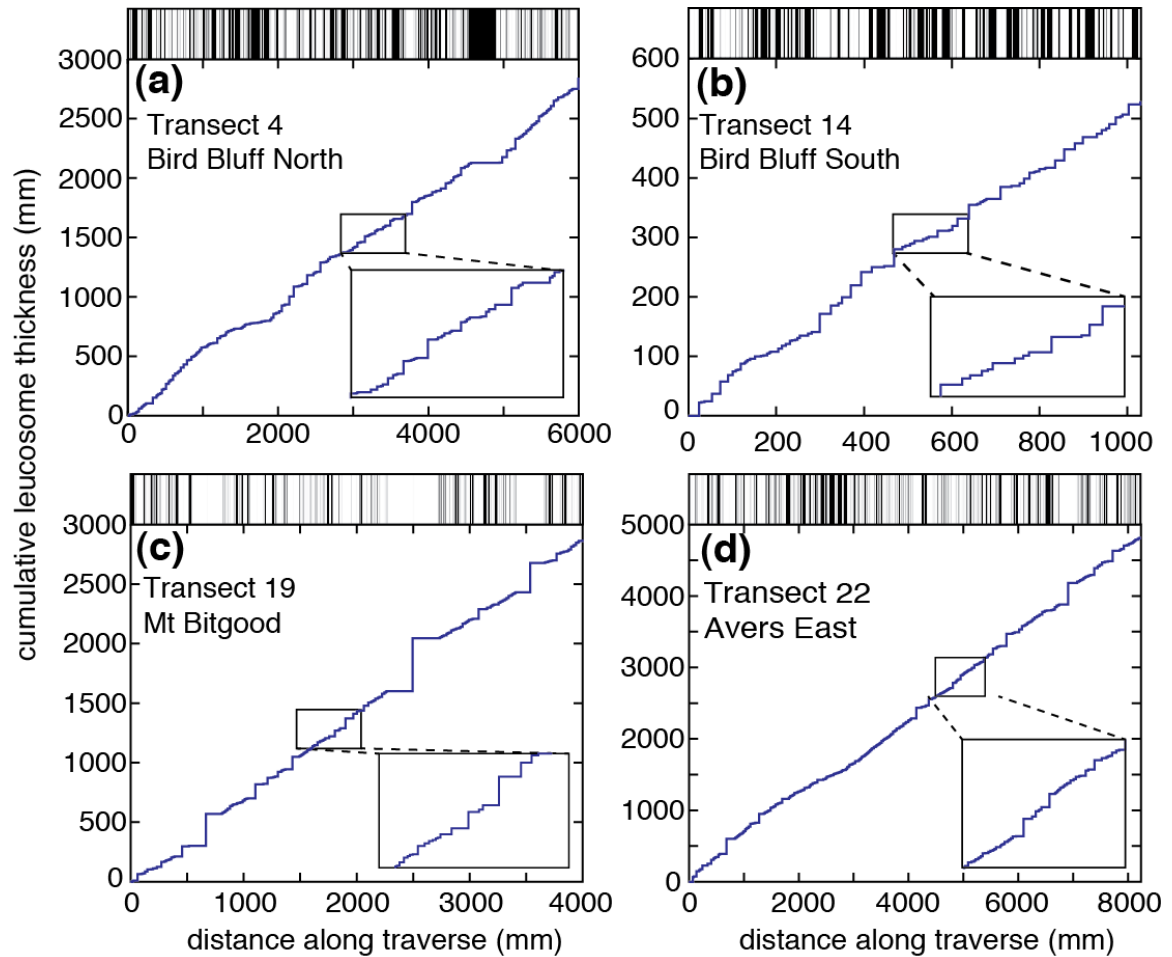 cumulative leucosome thickness (mm)
(a)
Transect 4
Bird Bluff North
3000
2500
2000
1500
1000
500
0
0 2000 4000 6000
(b)
Transect 14
Bird Bluff South
600
500
400
300
200
100
0
0 200 400 600 800 1000
(c)
Transect 19
Mt Bitgood
3000
2500
2000
1500
1000
500
0
0 1000 2000 3000 4000
distance along traverse (mm)
(d)
Transect 22
Avers East
5000
4000
3000
2000
1000
0
0 2000 4000 6000 8000
distance along traverse (mm)